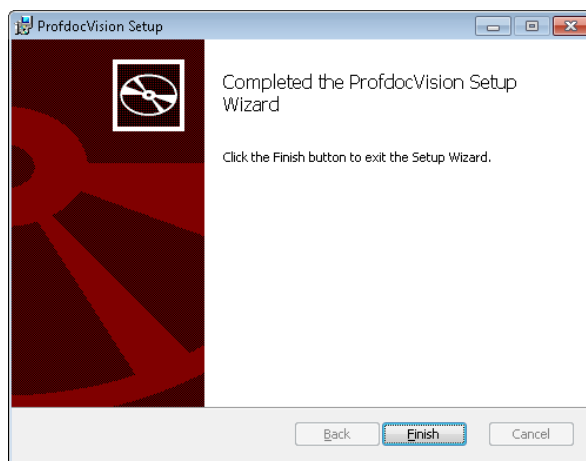 ProfdocVision Setup
Completed the ProfdocVision Setup
Wizard
Click the Finish button to exit the Setup Wizard.
Back
Finish
Cancel